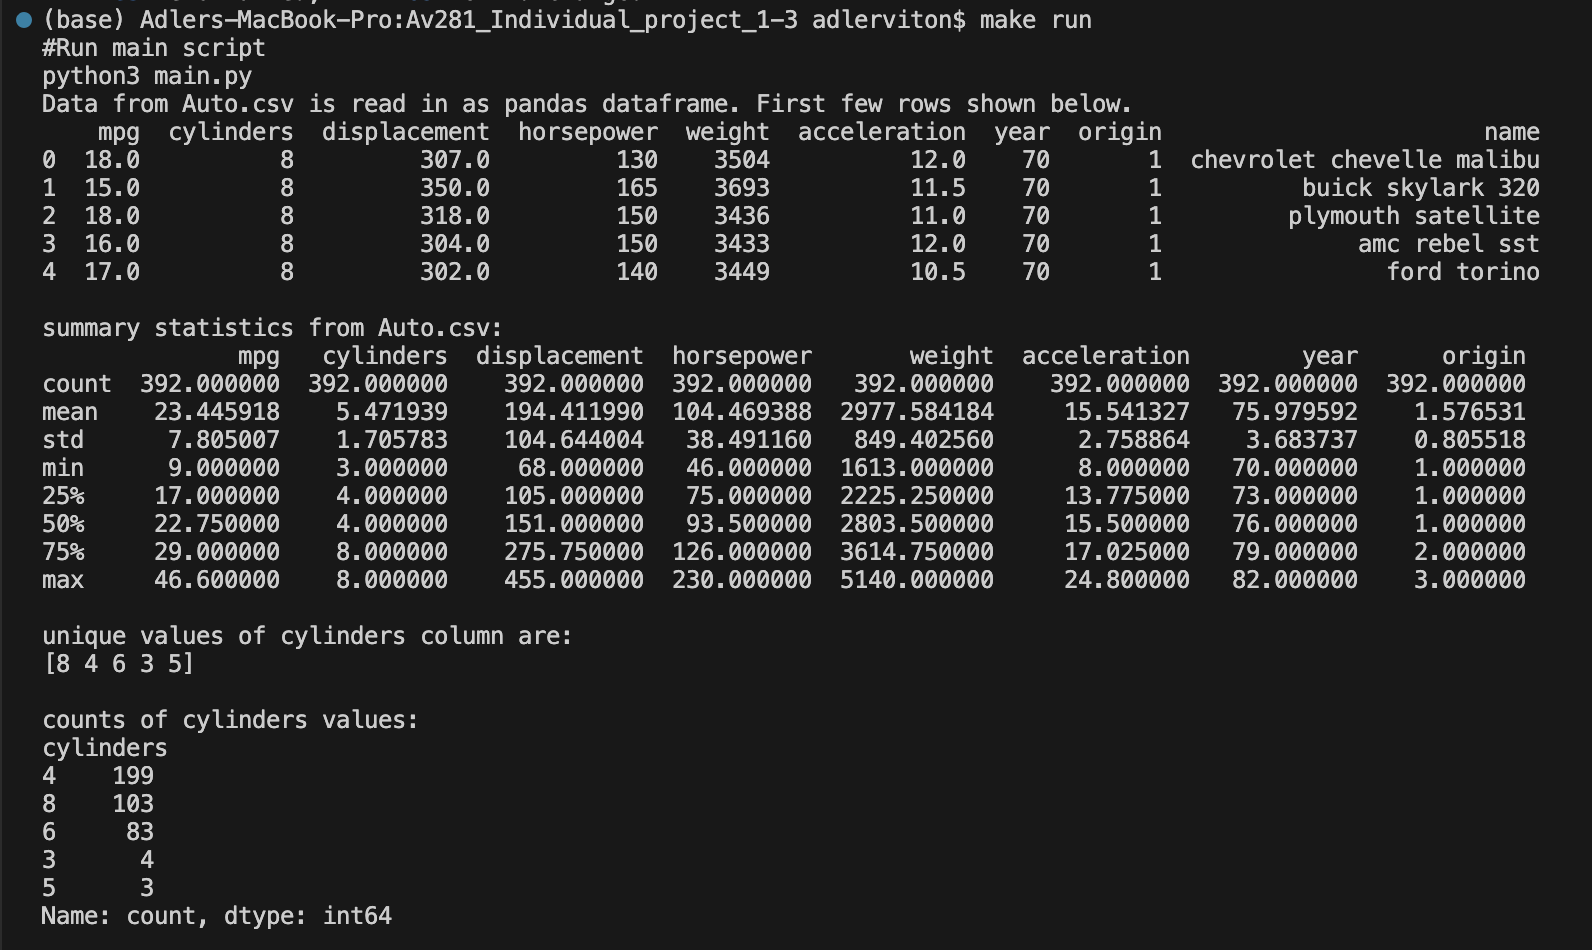 (base) Adlers-MacBook-Pro:Av281_Individual_project_1-3 adlerviton$ make run
#Run main script
python3 main.py
Data from Auto.csv is read in as pandas dataframe. First few rows shown below.
    mpg  cylinders  displacement  horsepower  weight  acceleration  year  origin                       name
0  18.0          8         307.0         130    3504          12.0    70       1  chevrolet chevelle malibu
1  15.0          8         350.0         165    3693          11.5    70       1          buick skylark 320
2  18.0          8         318.0         150    3436          11.0    70       1         plymouth satellite
3  16.0          8         304.0         150    3433          12.0    70       1              amc rebel sst
4  17.0          8         302.0         140    3449          10.5    70       1                ford torino

summary statistics from Auto.csv:
              mpg   cylinders  displacement  horsepower       weight  acceleration        year      origin
count  392.000000  392.000000    392.000000  392.000000   392.000000    392.000000  392.000000  392.000000
mean    23.445918    5.471939    194.411990  104.469388  2977.584184     15.541327   75.979592    1.576531
std      7.805007    1.705783    104.644004   38.491160   849.402560      2.758864    3.683737    0.805518
min      9.000000    3.000000     68.000000   46.000000  1613.000000      8.000000   70.000000    1.000000
25%     17.000000    4.000000    105.000000   75.000000  2225.250000     13.775000   73.000000    1.000000
50%     22.750000    4.000000    151.000000   93.500000  2803.500000     15.500000   76.000000    1.000000
75%     29.000000    8.000000    275.750000  126.000000  3614.750000     17.025000   79.000000    2.000000
max     46.600000    8.000000    455.000000  230.000000  5140.000000     24.800000   82.000000    3.000000

unique values of cylinders column are:
[8 4 6 3 5]

counts of cylinders values:
cylinders
4    199
8    103
6     83
3      4
5      3
Name: count, dtype: int64